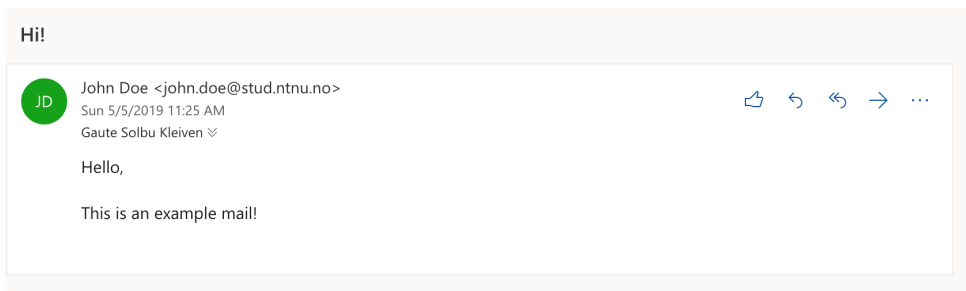 Hi!
JD
John Doe <john.doe@stud.ntnu.no>
Sun 5/5/2019 11:25 AM
Gaute Solbu Kleiven
Hello,
This is an example mail!